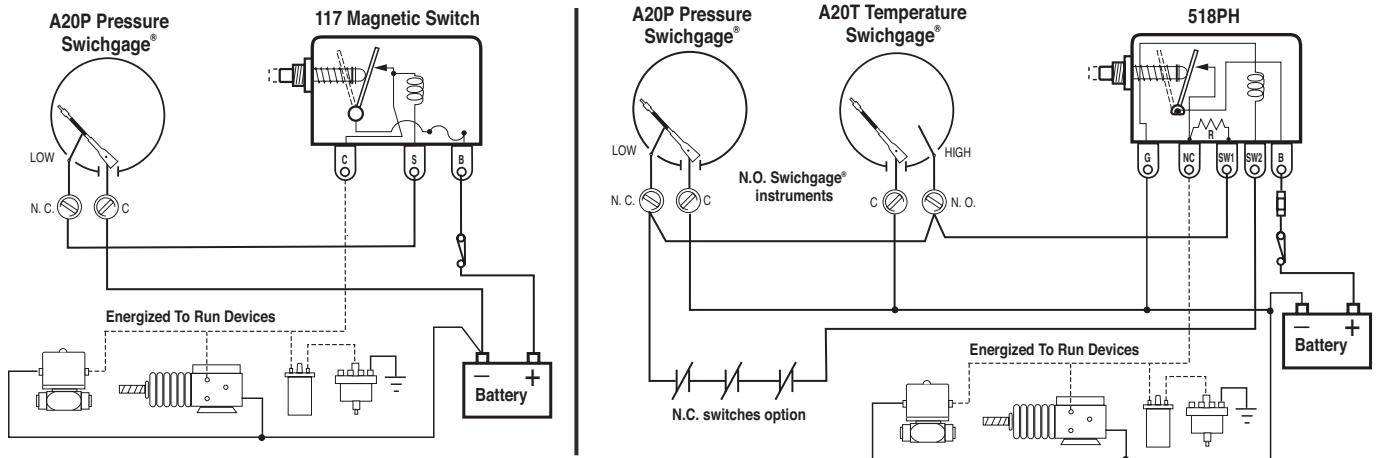 A20P Pressure
Swichgage®
117 Magnetic Switch
LOW
N. C.
C
C
S
B
Energized To Run Devices
Battery
A20P Pressure
Swichgage®
A20T Temperature
Swichgage®
518PH
LOW
HIGH
N.O. Swichgage®
instruments
N. C.
C
C
N. O.
R
G
NC
SW1
SW2
B
Energized To Run Devices
N.C. switches option
Battery